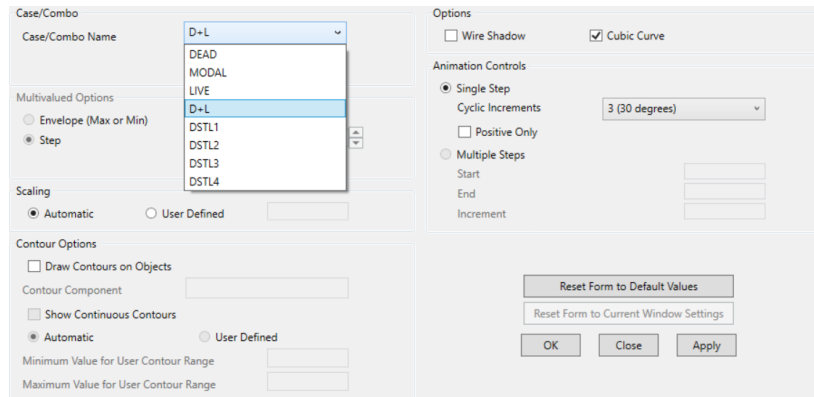 Case/Combo
Case/Combo Name
D+L
DEAD
MODAL
LIVE
D+L
DSTL1
DSTL2
DSTL3
DSTL4
Multivalued Options
Envelope (Max or Min)
Step
Scaling
Automatic User Defined
Contour Options
Draw Contours on Objects
Contour Component
Show Continuous Contours
Automatic User Defined
Minimum Value for User Contour Range
Maximum Value for User Contour Range
Options
Wire Shadow Cubic Curve
Animation Controls
Single Step
Cyclic Increments 3 (30 degrees)
Positive Only
Multiple Steps
Start
End
Increment
Reset Form to Default Values
Reset Form to Current Window Settings
OK Close Apply